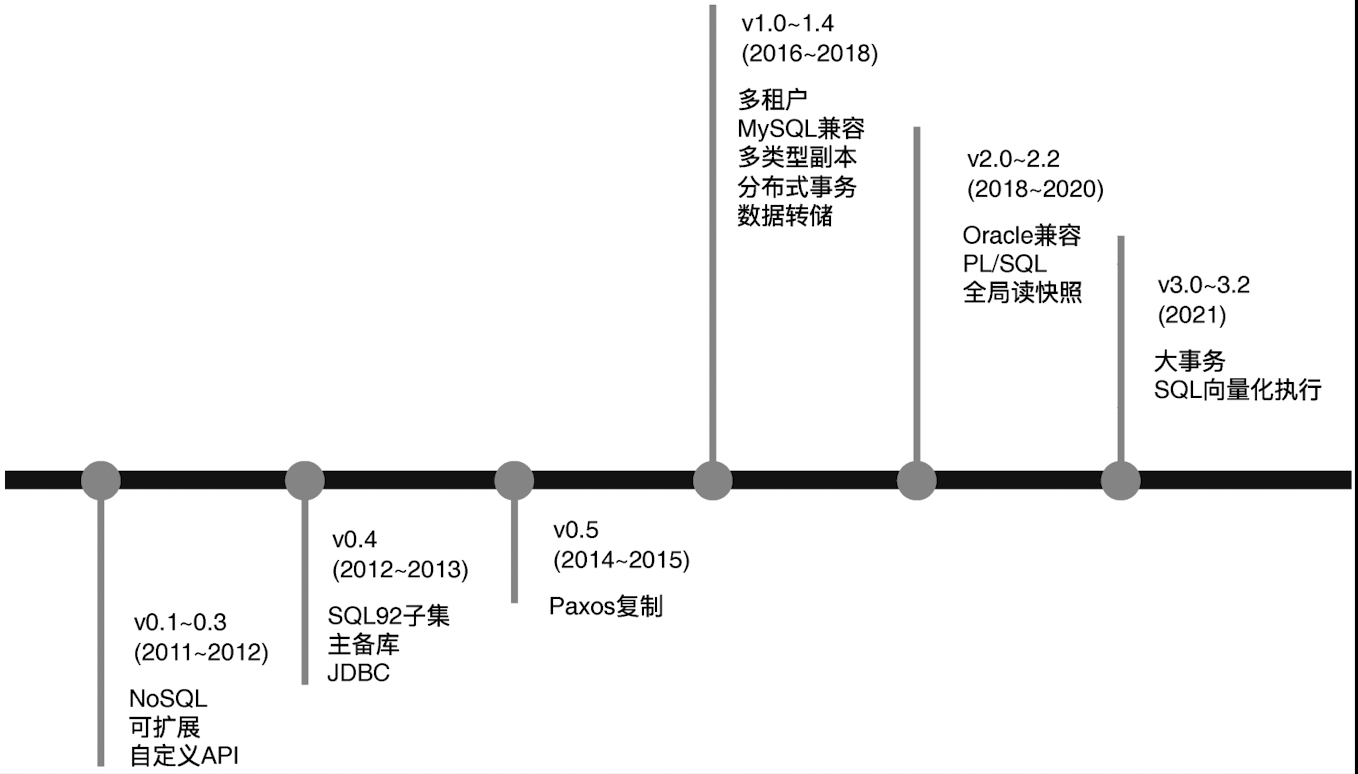 v0.1~0.3
(2011~2012)
NoSQL
可扩展
自定义API
v0.4
(2012~2013)
SQL92子集
主备库
JDBC
v0.5
(2014~2015)
Paxos复制
v1.0~1.4
(2016~2018)
多租户
MySQL兼容
多类型副本
分布式事务
数据转储
v2.0~2.2
(2018~2020)
Oracle兼容
PL/SQL
全局读快照
v3.0~3.2
(2021)
大事务
SQL向量化执行